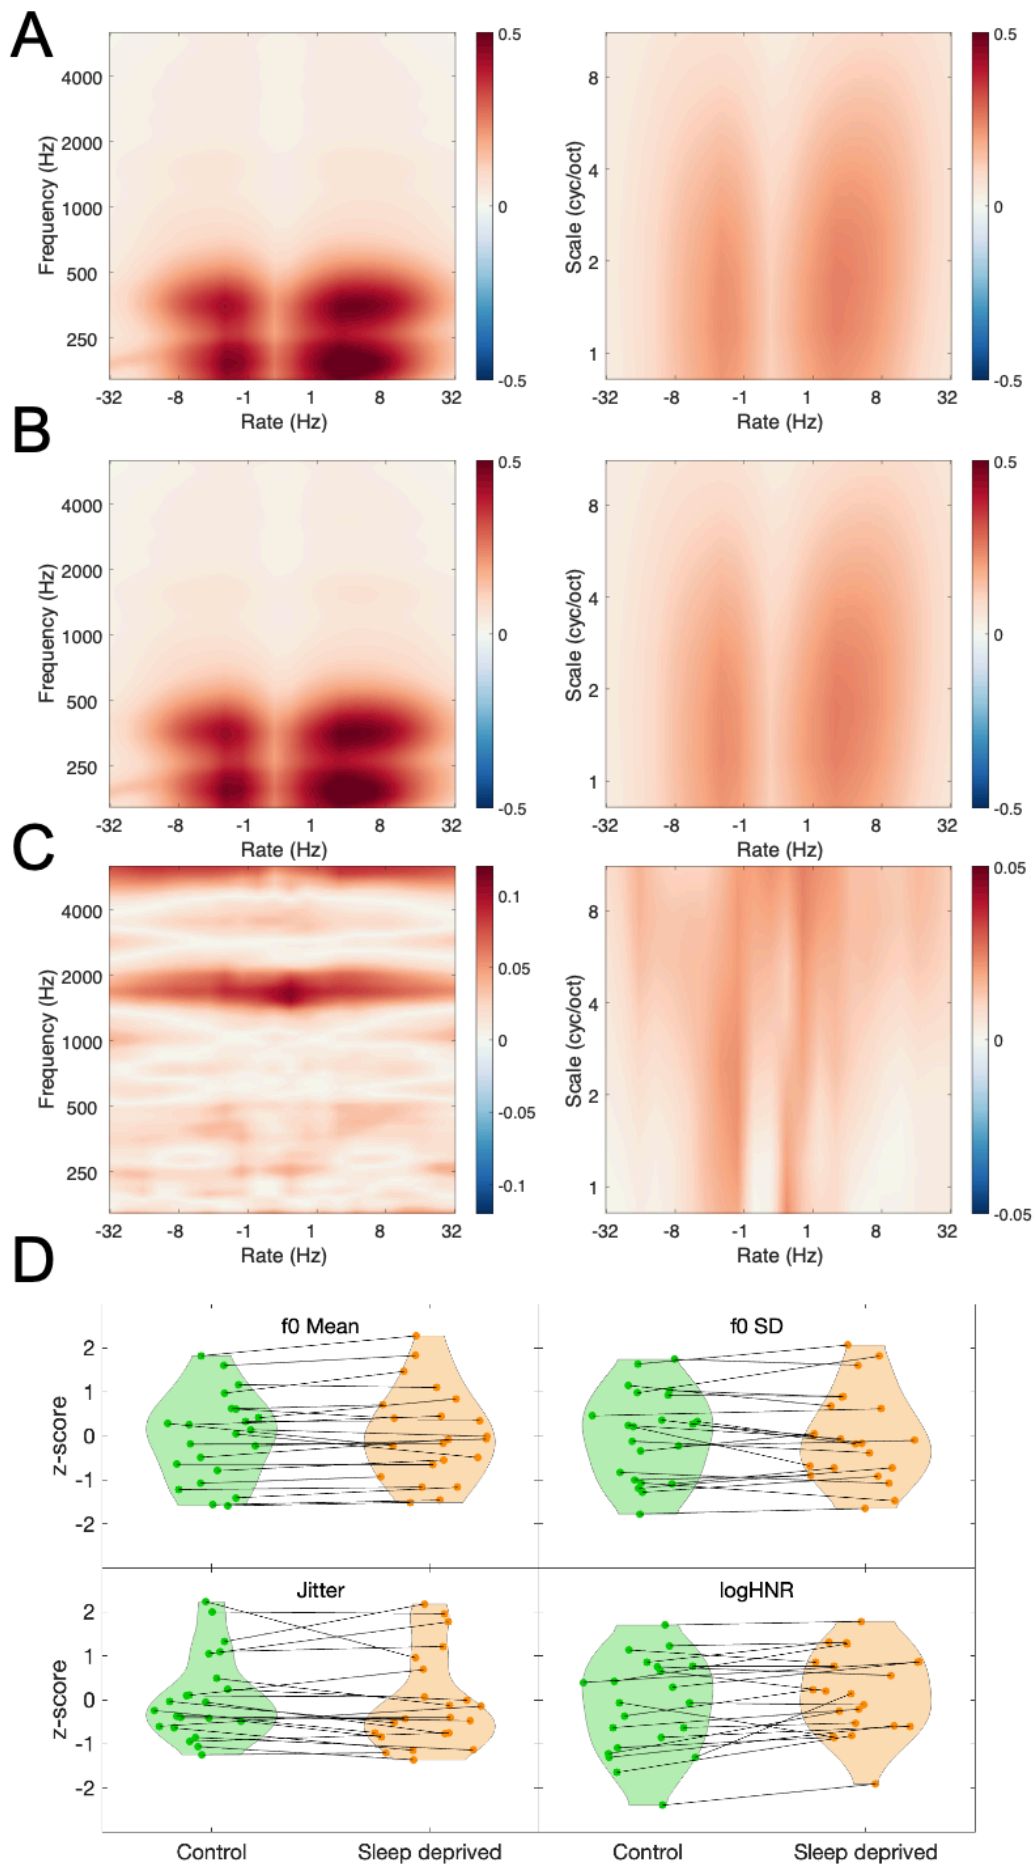 A
4000
2000
1000
500
250
Frequency (Hz)
-32 -8 -1 1 8 32
Rate (Hz)
0.5
0
-0.5
8
4
2
1
Scale (cyc/oct)
-32 -8 -1 1 8 32
Rate (Hz)
0.5
0
-0.5
B
4000
2000
1000
500
250
Frequency (Hz)
-32 -8 -1 1 8 32
Rate (Hz)
0.5
0
-0.5
8
4
2
1
Scale (cyc/oct)
-32 -8 -1 1 8 32
Rate (Hz)
0.5
0
-0.5
C
4000
2000
1000
500
250
Frequency (Hz)
-32 -8 -1 1 8 32
Rate (Hz)
0.1
0.05
0
-0.05
-0.1
8
4
2
1
Scale (cyc/oct)
-32 -8 -1 1 8 32
Rate (Hz)
0.05
0
-0.05
D
f0 Mean
f0 SD
2
1
0
-1
-2
z-score
Jitter
logHNR
2
1
0
-1
-2
z-score
Control Sleep deprived Control Sleep deprived